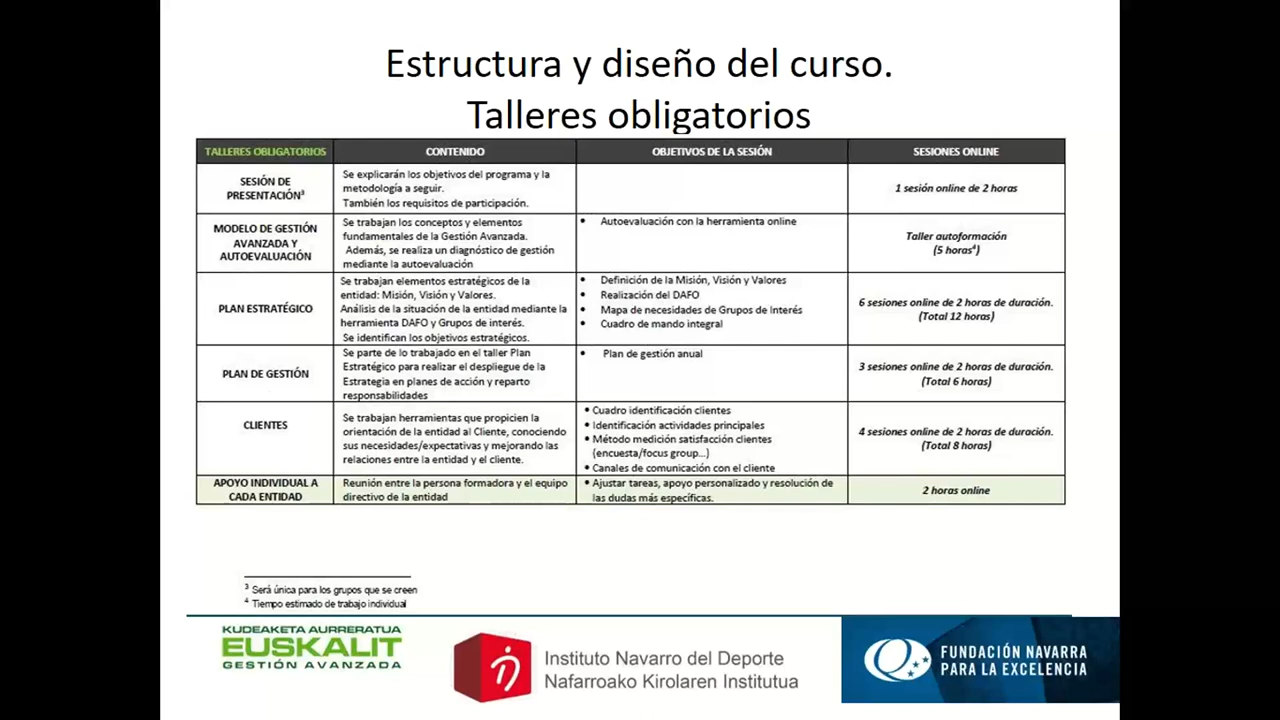 Estructura y diseño del curso.
Talleres obligatorios
TALLERES OBLIGATORIOS
CONTENIDO
OBJETIVOS DE LA SESIÓN
SESIONES ONLINE
SESIÓN DE
PRESENTACIÓN³
Se explicarán los objetivos del programa y la
metodología a seguir.
También los requisitos de participación.
1 sesión online de 2 horas
MODELO DE GESTIÓN
AVANZADA Y
AUTOEVALUACIÓN
Se trabajan los conceptos y elementos
fundamentales de la Gestión Avanzada.
Además, se realiza un diagnóstico de gestión
mediante la autoevaluación
• Autoevaluación con la herramienta online
Taller autoformación
(5 horas⁴)
PLAN ESTRATÉGICO
Se trabajan elementos estratégicos de la
entidad: Misión, Visión y Valores.
Análisis de la situación de la entidad mediante la
herramienta DAFO y Grupos de interés.
Se identifican los objetivos estratégicos.
• Definición de la Misión, Visión y Valores
• Realización del DAFO
• Mapa de necesidades de Grupos de Interés
• Cuadro de mando integral
6 sesiones online de 2 horas de duración.
(Total 12 horas)
PLAN DE GESTIÓN
Se parte de lo trabajado en el taller Plan
Estratégico para realizar el despliegue de la
Estrategia en planes de acción y reparto
responsabilidades
• Plan de gestión anual
3 sesiones online de 2 horas de duración.
(Total 6 horas)
CLIENTES
Se trabajan herramientas que propicien la
orientación de la entidad al Cliente, conociendo
sus necesidades/expectativas y mejorando las
relaciones entre la entidad y el cliente.
• Cuadro identificación clientes
• Identificación actividades principales
• Método medición satisfacción clientes
(encuesta/focus group...)
• Canales de comunicación con el cliente
4 sesiones online de 2 horas de duración.
(Total 8 horas)
APOYO INDIVIDUAL A
CADA ENTIDAD
Reunión entre la persona formadora y el equipo
directivo de la entidad
• Ajustar tareas, apoyo personalizado y resolución de
las dudas más específicas.
2 horas online
³ Será única para los grupos que se creen
⁴ Tiempo estimado de trabajo individual
KUDEAKETA AURRERATUA
EUSKALIT
GESTIÓN AVANZADA
Instituto Navarro del Deporte
Nafarroako Kirolaren Institutua
FUNDACIÓN NAVARRA
PARA LA EXCELENCIA